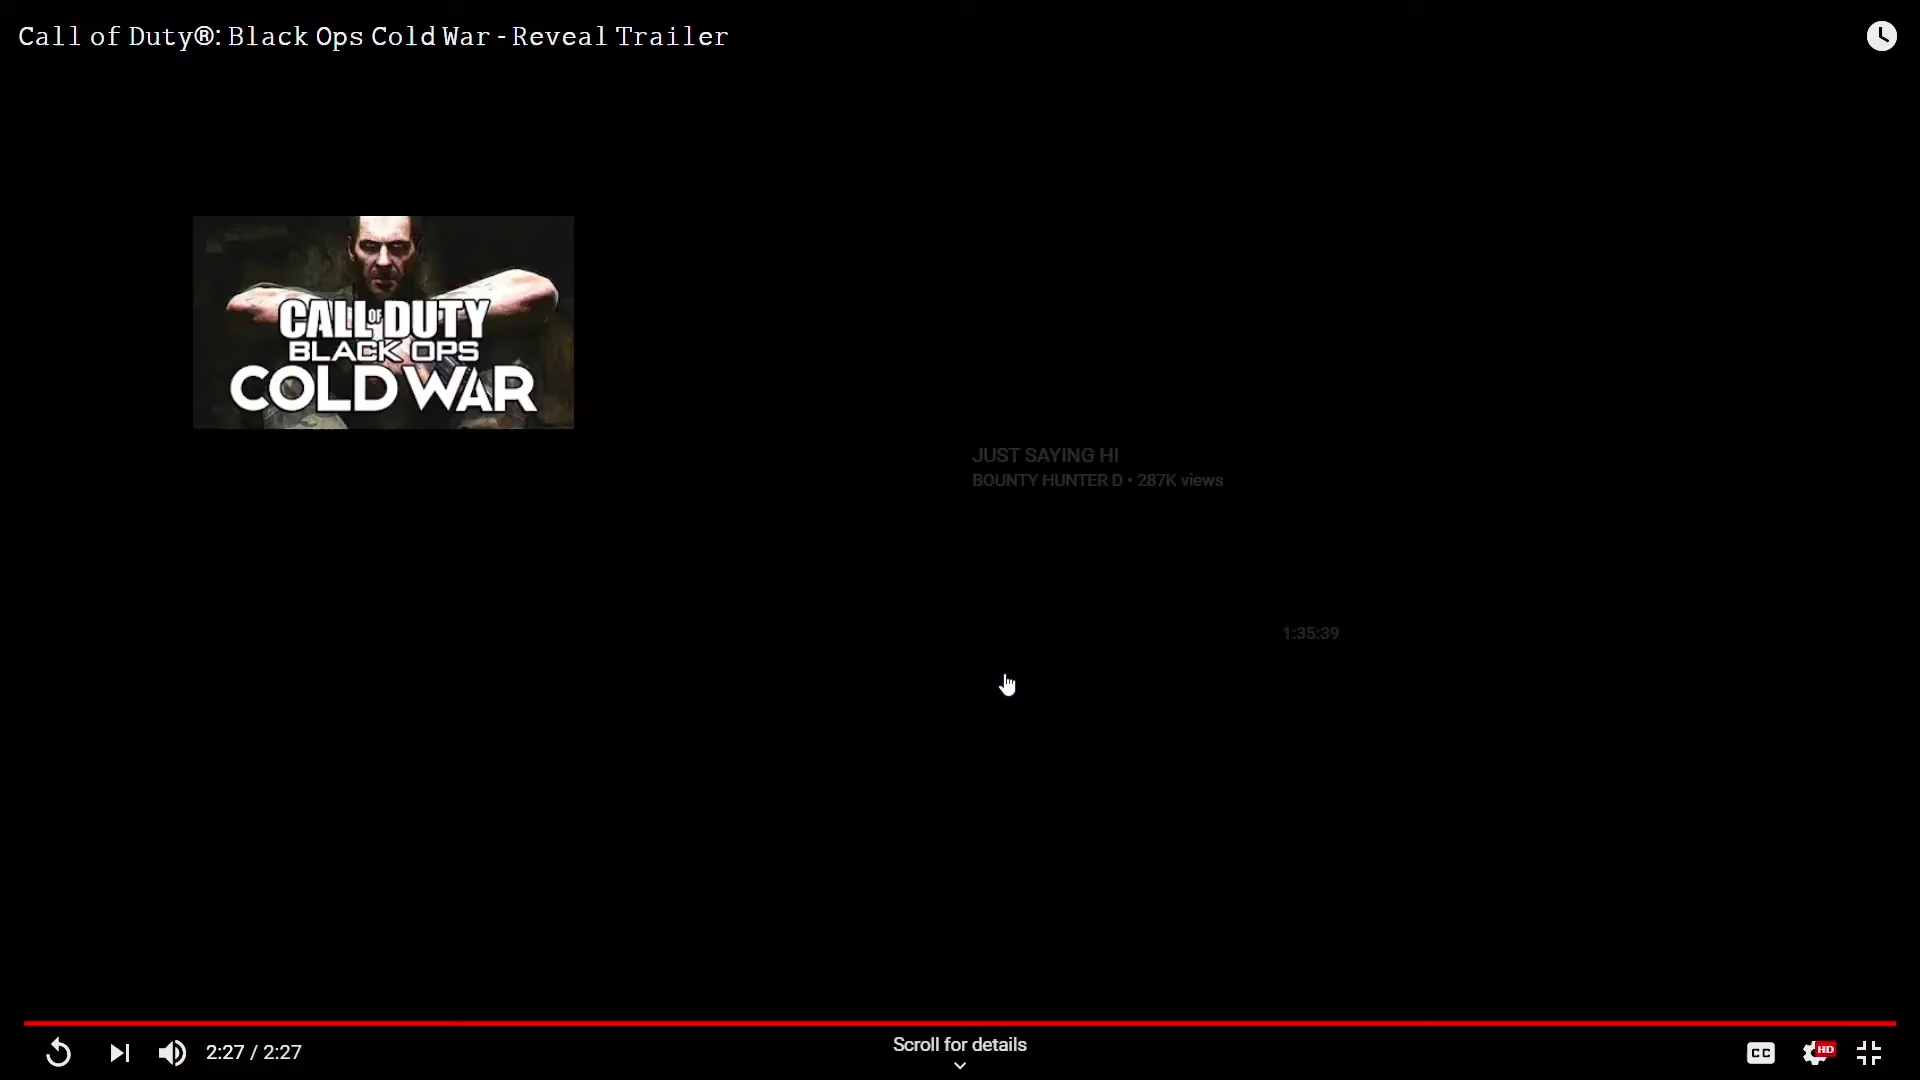 Call of Duty®: Black Ops Cold War - Reveal Trailer
CALL OF DUTY
BLACK OPS
COLD WAR
JUST SAYING HI
BOUNTY HUNTER D • 287K views
1:35:39
2:27 / 2:27
Scroll for details
CC
HD